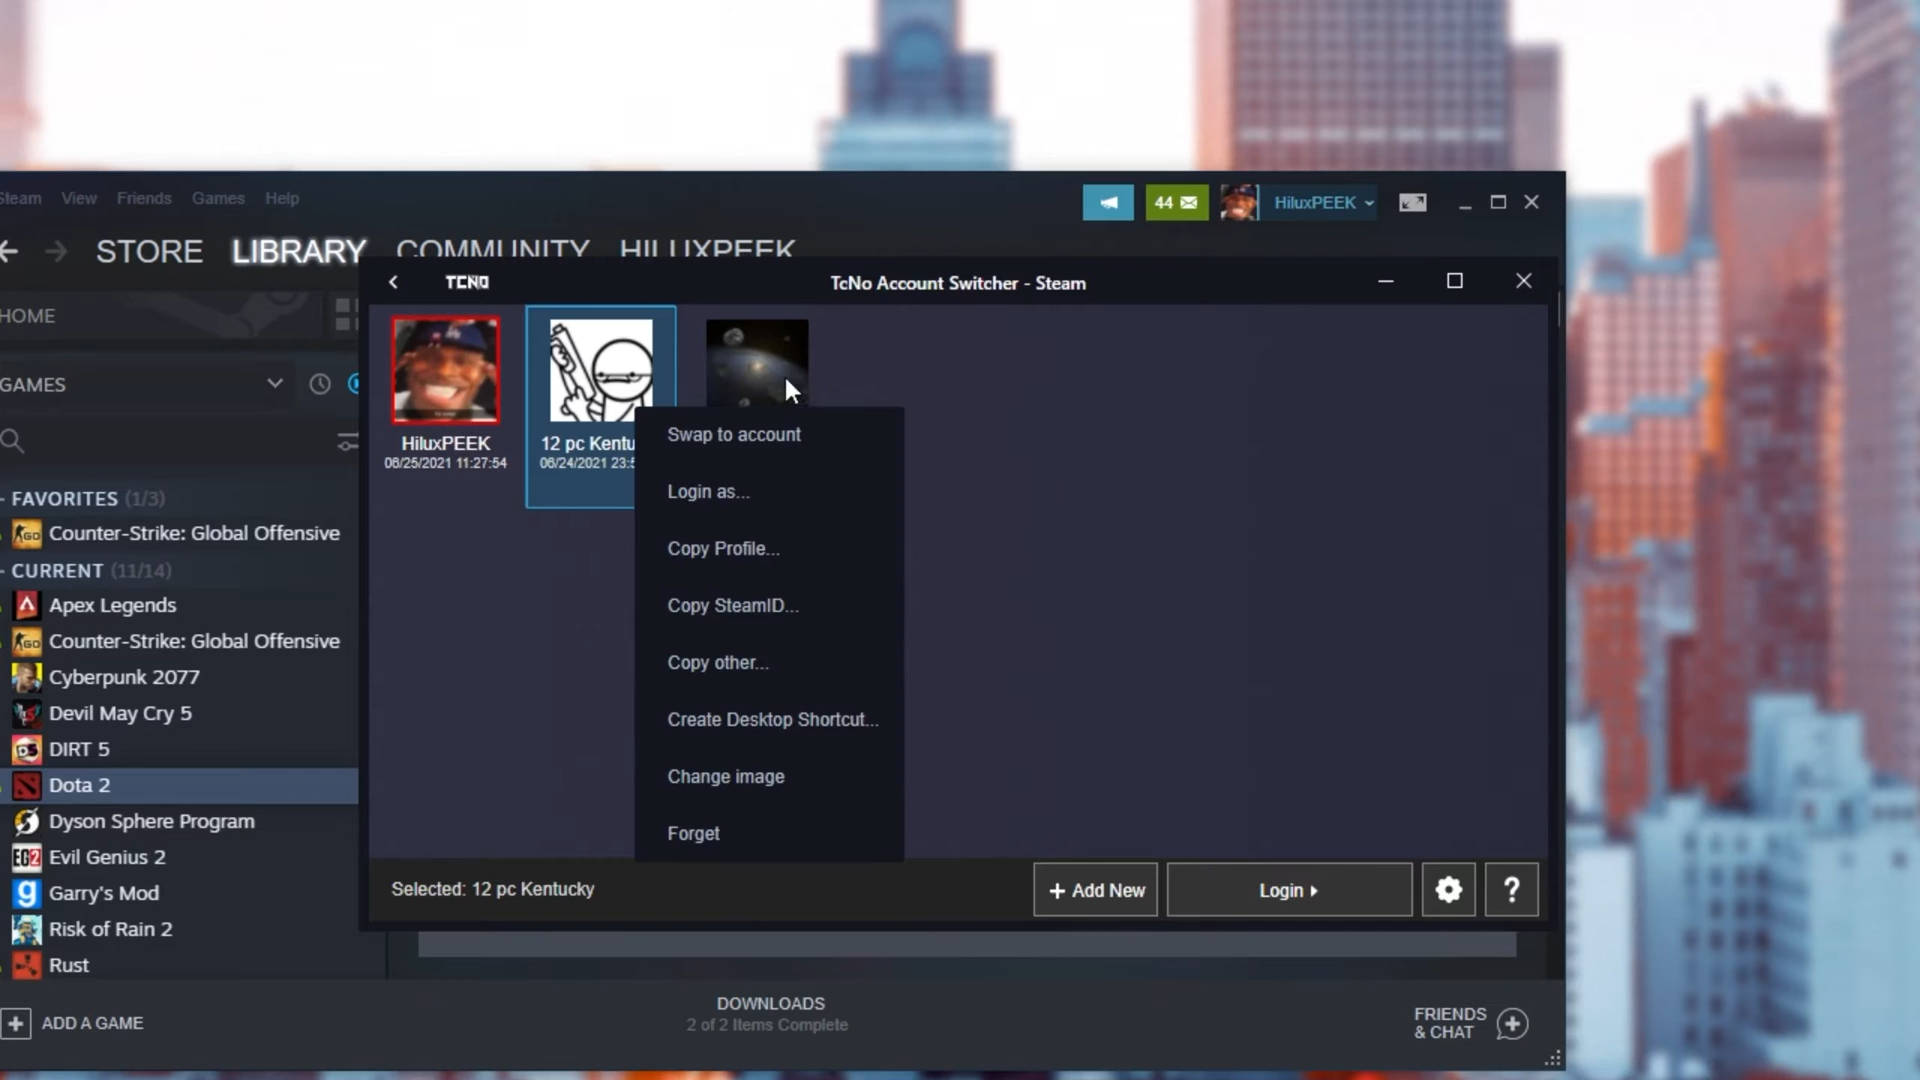 Steam View Friends Games Help
44 HiluxPEEK
STORE LIBRARY COMMUNITY HILUXPEEK
TCNO TcNo Account Switcher - Steam
HOME
GAMES
HiluxPEEK
06/25/2021 11:27:54
12 pc Kentu
06/24/2021 23:5
Swap to account
Login as...
Copy Profile...
Copy SteamID...
Copy other...
Create Desktop Shortcut...
Change image
Forget
- FAVORITES (1/3)
Counter-Strike: Global Offensive
- CURRENT (11/14)
Apex Legends
Counter-Strike: Global Offensive
Cyberpunk 2077
Devil May Cry 5
DIRT 5
Dota 2
Dyson Sphere Program
Evil Genius 2
Garry's Mod
Risk of Rain 2
Rust
Selected: 12 pc Kentucky
+ Add New
Login
?
ADD A GAME
DOWNLOADS
2 of 2 Items Complete
FRIENDS
& CHAT